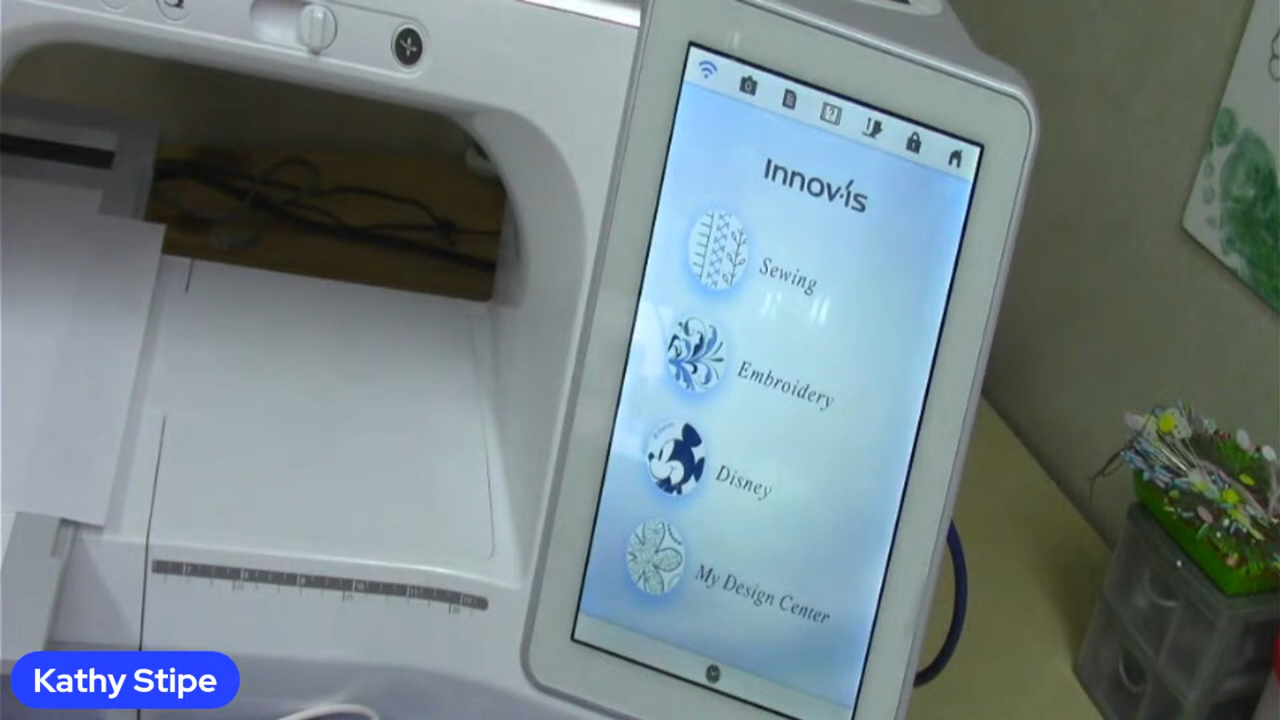 Innov-is
Sewing
Embroidery
Disney
My Design Center
Kathy Stipe